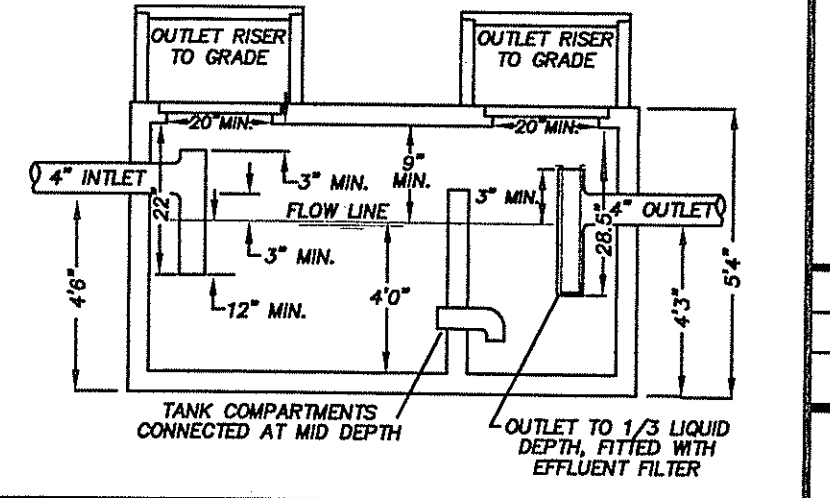 OUTLET RISER
TO GRADE
OUTLET RISER
TO GRADE
20" MIN.
20" MIN.
9"
MIN.
4" INTLET
3" MIN.
3" MIN.
22"
FLOW LINE
28.5"
4" OUTLET
3" MIN.
12" MIN.
4'6"
4'0"
4'3"
5'4"
TANK COMPARTMENTS
CONNECTED AT MID DEPTH
OUTLET TO 1/3 LIQUID
DEPTH, FITTED WITH
EFFLUENT FILTER